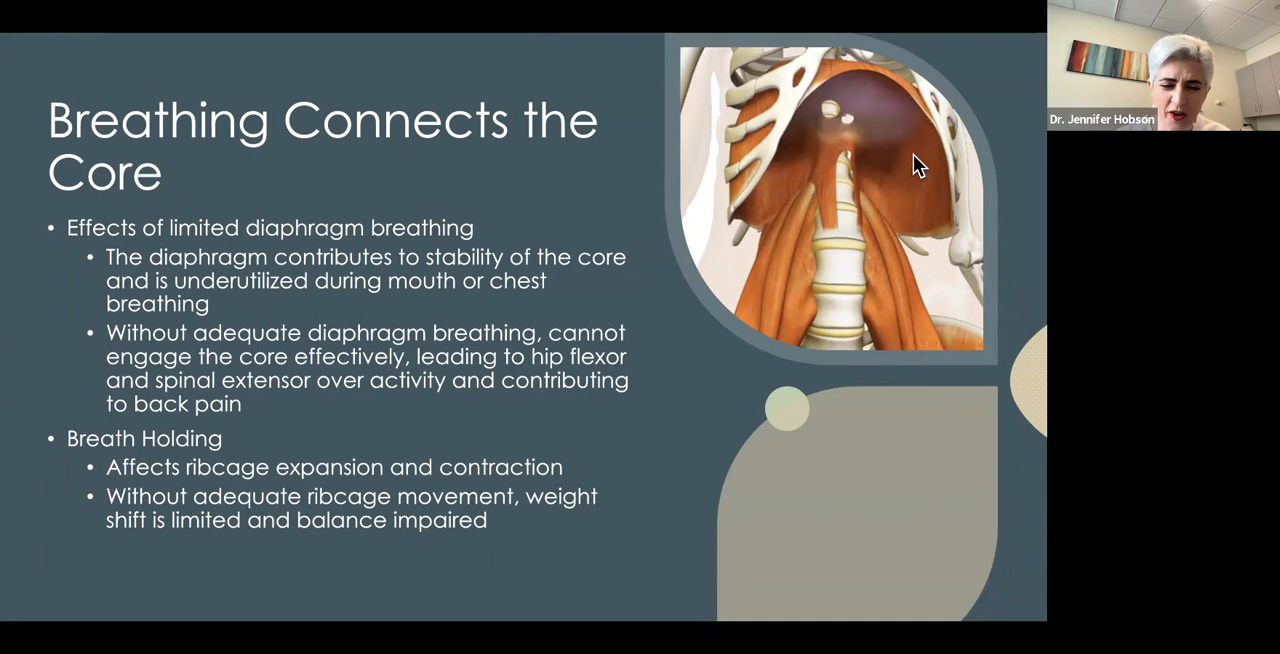 Breathing Connects the
Core
• Effects of limited diaphragm breathing
• The diaphragm contributes to stability of the core
and is underutilized during mouth or chest
breathing
• Without adequate diaphragm breathing, cannot
engage the core effectively, leading to hip flexor
and spinal extensor over activity and contributing
to back pain
• Breath Holding
• Affects ribcage expansion and contraction
• Without adequate ribcage movement, weight
shift is limited and balance impaired
Dr. Jennifer Hobson